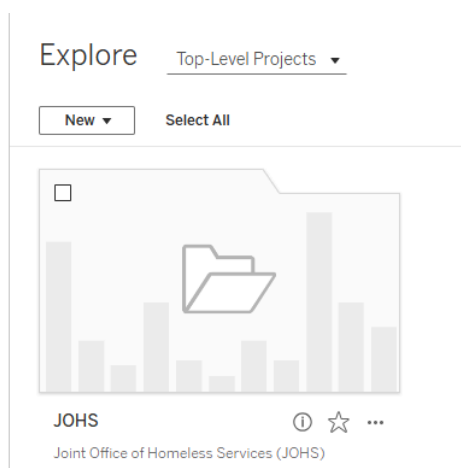 Explore Top-Level Projects
New Select All
JOHS
Joint Office of Homeless Services (JOHS)